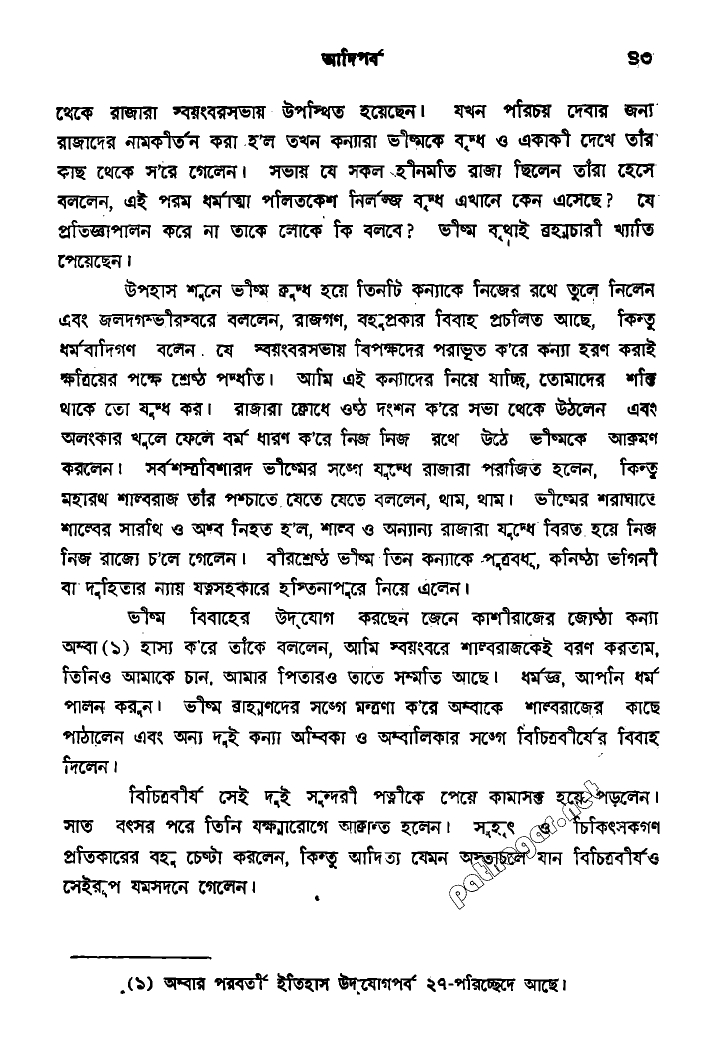 আদিপর্ব ৪৩
থেকে রাজারা স্বয়ংবরসভায় উপস্থিত হয়েছেন। যখন পরিচয় দেবার জন্য
রাজাদের নামকীর্তন করা হ'ল তখন কন্যারা ভীষ্মকে বৃদ্ধ ও একাকী দেখে তাঁর
কাছ থেকে স'রে গেলেন। সভায় যে সকল হীনমতি রাজা ছিলেন তাঁরা হেসে
বললেন, এই পরম ধর্মাত্মা পলিতকেশ নির্লজ্জ বৃদ্ধ এখানে কেন এসেছে? যে
প্রতিজ্ঞাপালন করে না তাকে লোকে কি বলবে? ভীষ্ম বৃথাই ব্রহ্মচারী খ্যাতি
পেয়েছেন।
উপহাস শুনে ভীষ্ম ক্রুদ্ধ হয়ে তিনটি কন্যাকে নিজের রথে তুলে নিলেন
এবং জলদগম্ভীরস্বরে বললেন, রাজগণ, বহুপ্রকার বিবাহ প্রচলিত আছে, কিন্তু
ধর্মবাদিগণ বলেন যে স্বয়ংবরসভায় বিপক্ষদের পরাভূত ক'রে কন্যা হরণ করাই
ক্ষত্রিয়ের পক্ষে শ্রেষ্ঠ পদ্ধতি। আমি এই কন্যাদের নিয়ে যাচ্ছি, তোমাদের শক্তি
থাকে তো যুদ্ধ কর। রাজারা ক্রোধে ওষ্ঠ দংশন ক'রে সভা থেকে উঠলেন এবং
অলংকার খুলে ফেলে বর্ম ধারণ ক'রে নিজ নিজ রথে উঠে ভীষ্মকে আক্রমণ
করলেন। সর্বশস্ত্রবিশারদ ভীষ্মের সঙ্গে যুদ্ধে রাজারা পরাজিত হলেন, কিন্তু
মহারথ শাল্বরাজ তাঁর পশ্চাতে যেতে যেতে বললেন, থাম, থাম। ভীষ্মের শরাঘাতে
শাল্বের সারথি ও অশ্ব নিহত হ'ল, শাল্ব ও অন্যান্য রাজারা যুদ্ধে বিরত হয়ে নিজ
নিজ রাজ্যে চ'লে গেলেন। বীরশ্রেষ্ঠ ভীষ্ম তিন কন্যাকে পুত্রবধূ, কনিষ্ঠা ভগিনী
বা দুহিতার ন্যায় যত্নসহকারে হস্তিনাপুরে নিয়ে এলেন।
ভীষ্ম বিবাহের উদ্‌যোগ করছেন জেনে কাশীরাজের জ্যেষ্ঠা কন্যা
অম্বা (১) হাস্য ক'রে তাঁকে বললেন, আমি স্বয়ংবরে শাল্বরাজকেই বরণ করতাম,
তিনিও আমাকে চান, আমার পিতারও তাতে সম্মতি আছে। ধর্মজ্ঞ, আপনি ধর্ম
পালন করুন। ভীষ্ম ব্রাহ্মণদের সঙ্গে মন্ত্রণা ক'রে অম্বাকে শাল্বরাজের কাছে
পাঠালেন এবং অন্য দুই কন্যা অম্বিকা ও অম্বালিকার সঙ্গে বিচিত্রবীর্যের বিবাহ
দিলেন।
বিচিত্রবীর্য সেই দুই সুন্দরী পত্নীকে পেয়ে কামাসক্ত হয়ে পড়লেন।
সাত বৎসর পরে তিনি যক্ষ্মারোগে আক্রান্ত হলেন। সুহৃৎ ও চিকিৎসকগণ
প্রতিকারের বহু চেষ্টা করলেন, কিন্তু আদিত্য যেমন অস্তাচলে যান বিচিত্রবীর্যও
সেইরূপ যমসদনে গেলেন।
pathagar.net
(১) অম্বার পরবর্তী ইতিহাস উদ্‌যোগপর্ব ২৭-পরিচ্ছেদে আছে।